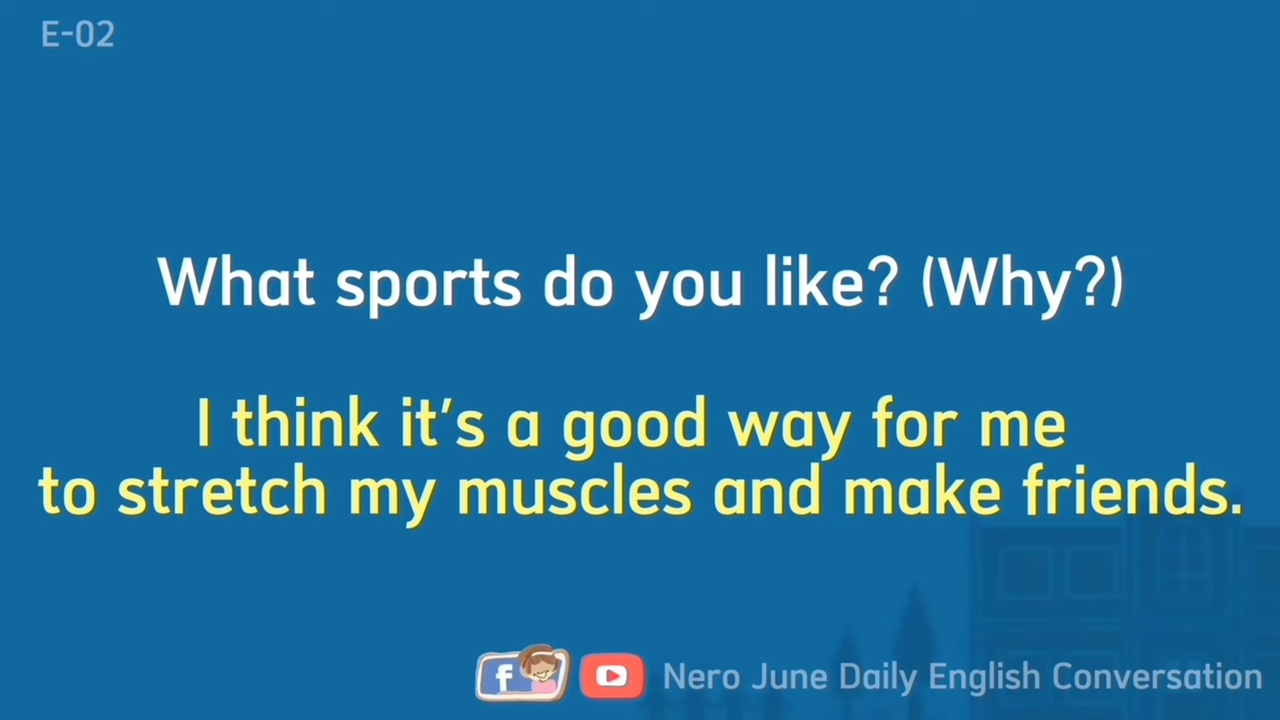 E-02
What sports do you like? (Why?)
I think it's a good way for me
to stretch my muscles and make friends.
f Nero June Daily English Conversation